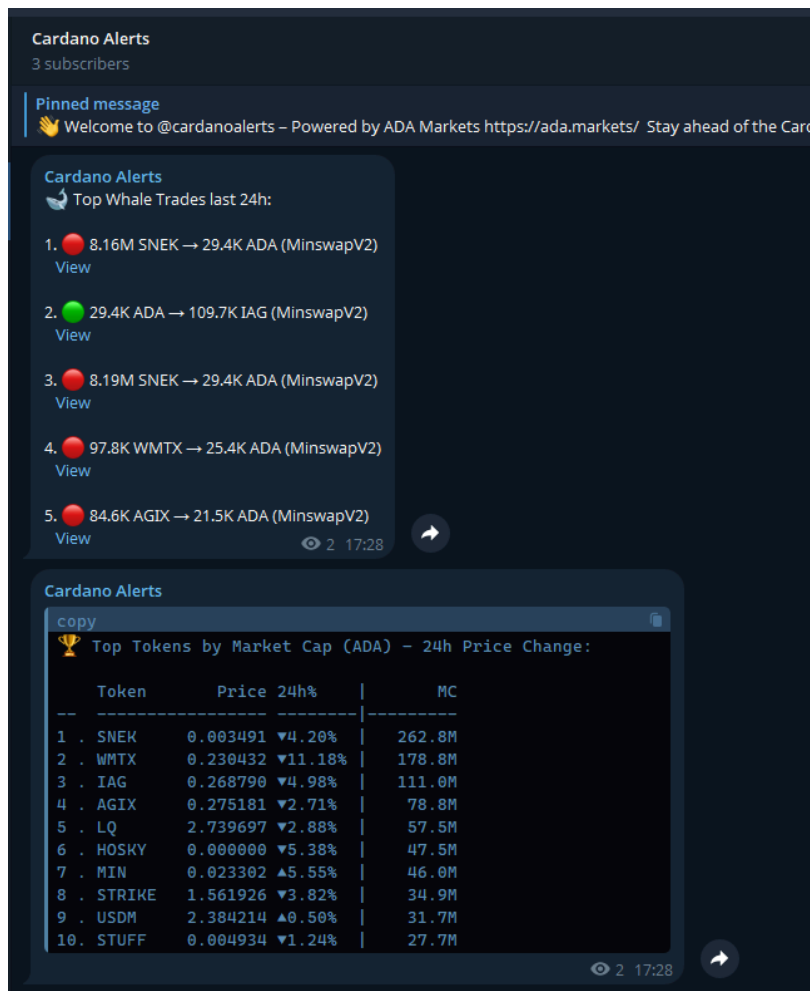 Cardano Alerts
3 subscribers
Pinned message
👋 Welcome to @cardanoalerts – Powered by ADA Markets https://ada.markets/ Stay ahead of the
Cardano Alerts
🐋 Top Whale Trades last 24h:
1. 🔴 8.16M SNEK → 29.4K ADA (MinswapV2)
View
2. 🟢 29.4K ADA → 109.7K IAG (MinswapV2)
View
3. 🔴 8.19M SNEK → 29.4K ADA (MinswapV2)
View
4. 🔴 97.8K WMTX → 25.4K ADA (MinswapV2)
View
5. 🔴 84.6K AGIX → 21.5K ADA (MinswapV2)
View
2 17:28
Cardano Alerts
copy
🏆 Top Tokens by Market Cap (ADA) – 24h Price Change:
Token Price 24h% | MC
-- ----------------- --------|---------
1 . SNEK 0.003491 ▼4.20% | 262.8M
2 . WMTX 0.230432 ▼11.18% | 178.8M
3 . IAG 0.268790 ▼4.98% | 111.0M
4 . AGIX 0.275181 ▼2.71% | 78.8M
5 . LQ 2.739697 ▼2.88% | 57.5M
6 . HOSKY 0.000000 ▼5.38% | 47.5M
7 . MIN 0.023302 ▲5.55% | 46.0M
8 . STRIKE 1.561926 ▼3.82% | 34.9M
9 . USDM 2.384214 ▲0.50% | 31.7M
10. STUFF 0.004934 ▼1.24% | 27.7M
2 17:28